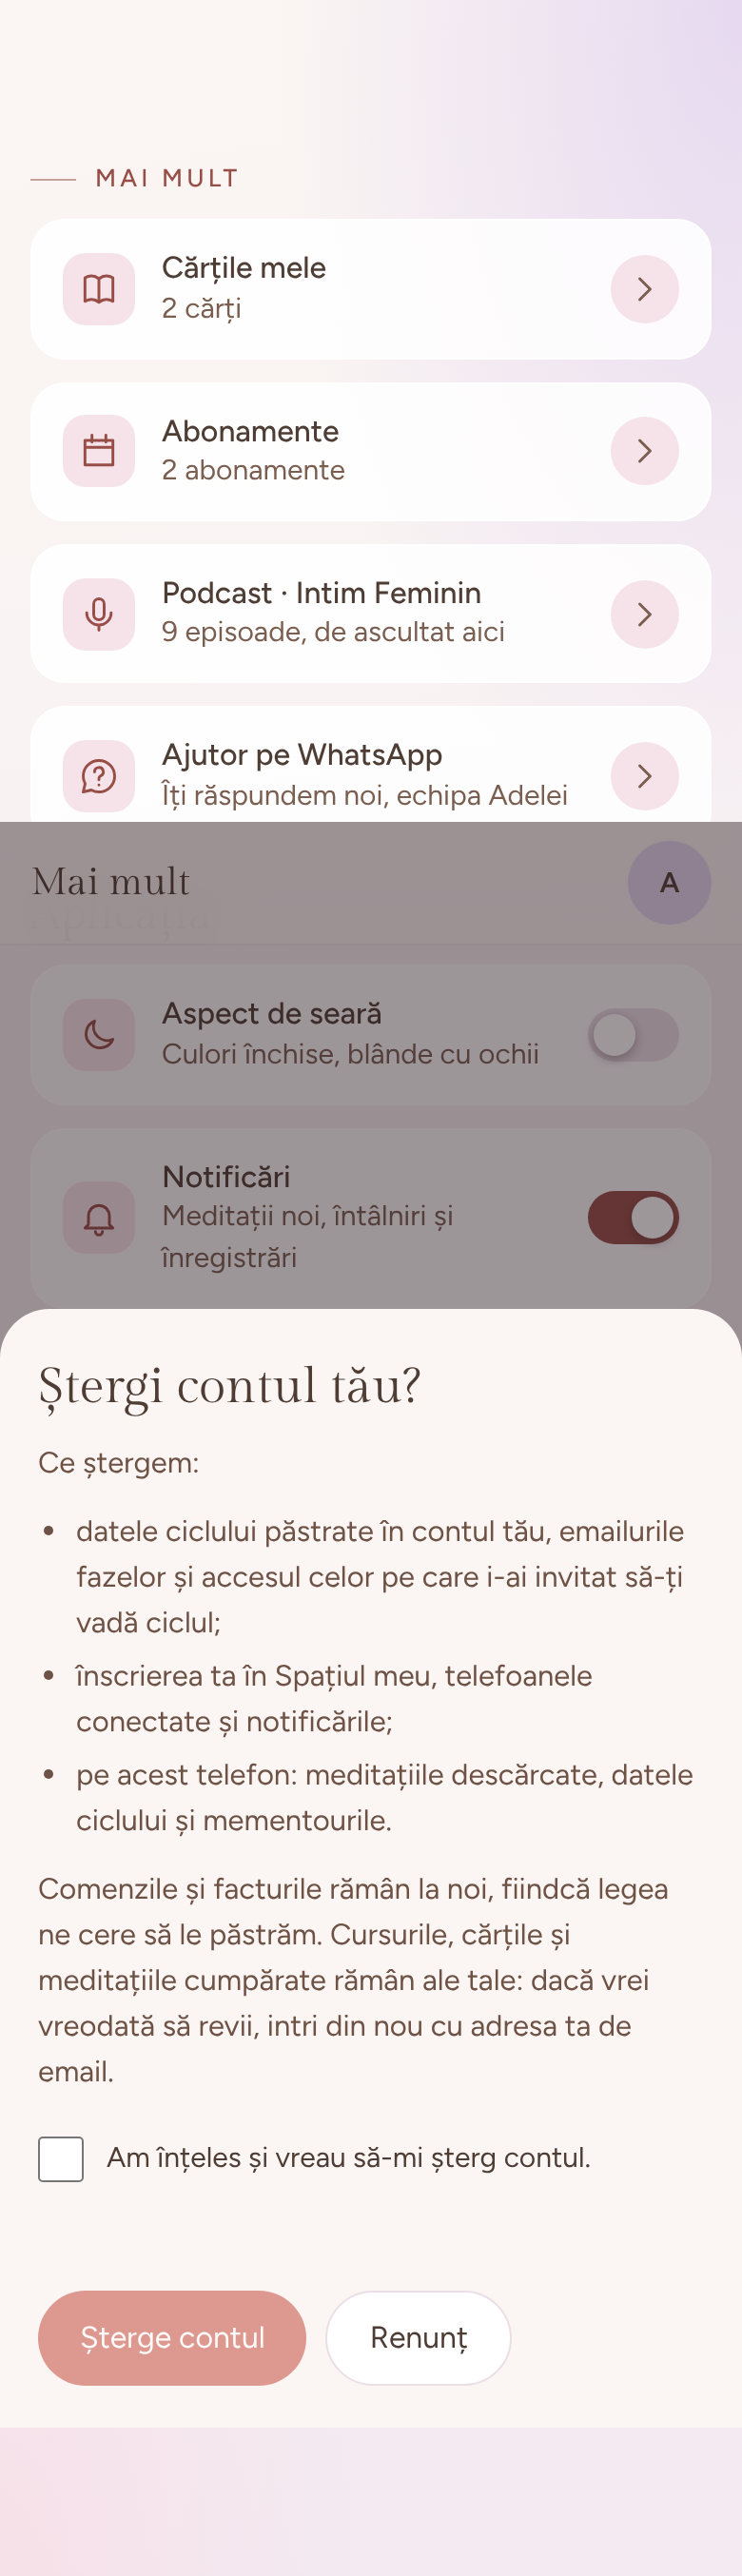 MAI MULT
Cărțile mele
2 cărți
Abonamente
2 abonamente
Podcast · Intim Feminin
9 episoade, de ascultat aici
Ajutor pe WhatsApp
Îți răspundem noi, echipa Adelei
Mai mult
A
Aspect de seară
Culori închise, blânde cu ochii
Notificări
Meditații noi, întâlniri și
înregistrări
Ștergi contul tău?
Ce ștergem:
• datele ciclului păstrate în contul tău, emailurile
fazelor și accesul celor pe care i-ai invitat să-ți
vadă ciclul;
• înscrierea ta în Spațiul meu, telefoanele
conectate și notificările;
• pe acest telefon: meditațiile descărcate, datele
ciclului și mementourile.
Comenzile și facturile rămân la noi, fiindcă legea
ne cere să le păstrăm. Cursurile, cărțile și
meditațiile cumpărate rămân ale tale: dacă vrei
vreodată să revii, intri din nou cu adresa ta de
email.
Am înțeles și vreau să-mi șterg contul.
Șterge contul
Renunț